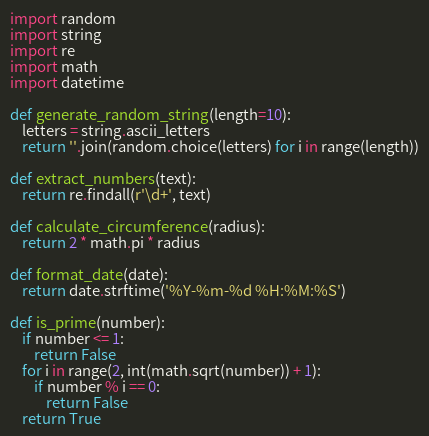 import random
import string
import re
import math
import datetime

def generate_random_string(length=10):
    letters = string.ascii_letters
    return ''.join(random.choice(letters) for i in range(length))

def extract_numbers(text):
    return re.findall(r'\d+', text)

def calculate_circumference(radius):
    return 2 * math.pi * radius

def format_date(date):
    return date.strftime('%Y-%m-%d %H:%M:%S')

def is_prime(number):
    if number <= 1:
        return False
    for i in range(2, int(math.sqrt(number)) + 1):
        if number % i == 0:
            return False
    return True